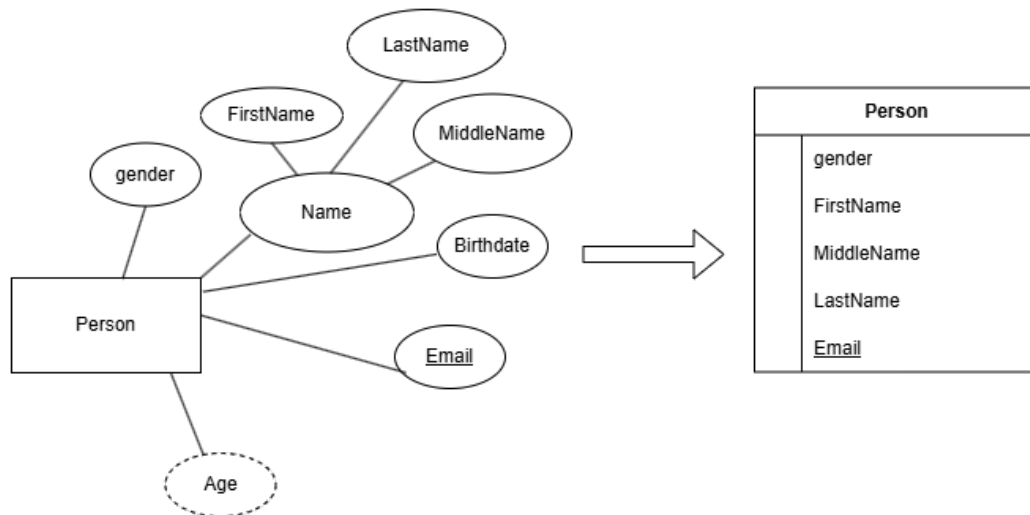 LastName
FirstName
MiddleName
gender
Name
Birthdate
Person
Email
Age
Person
gender
FirstName
MiddleName
LastName
Email